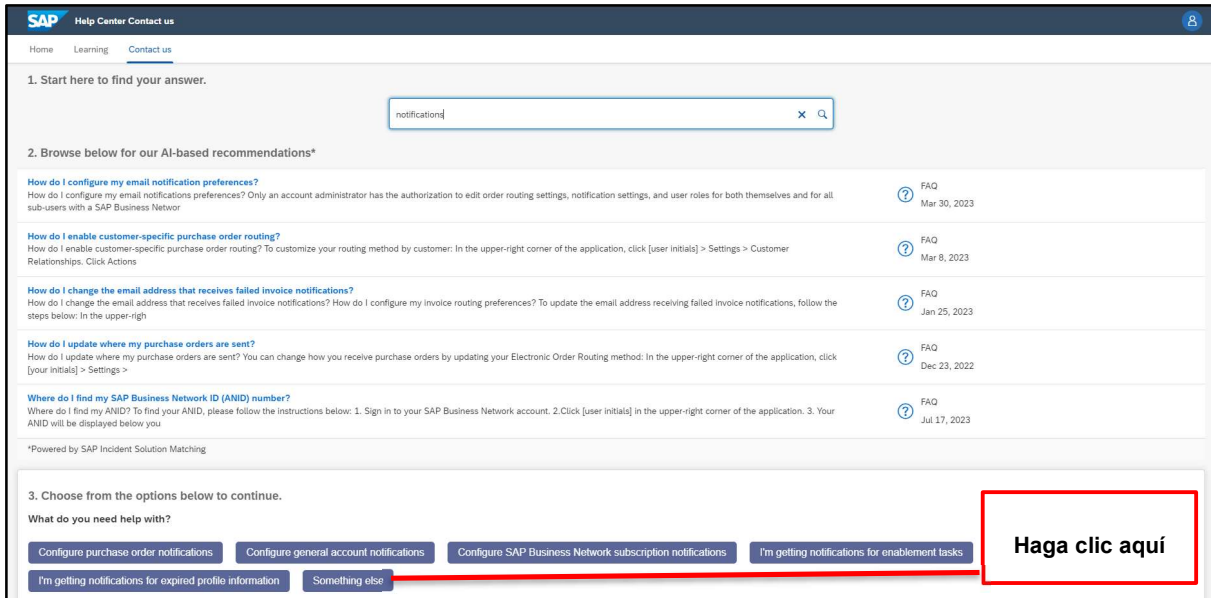 SAP Help Center Contact us
Home Learning Contact us
1. Start here to find your answer.
notifications
2. Browse below for our AI-based recommendations*
How do I configure my email notification preferences?
How do I configure my email notifications preferences? Only an account administrator has the authorization to edit order routing settings, notification settings, and user roles for both themselves and for all
sub-users with a SAP Business Networ
FAQ
Mar 30, 2023
How do I enable customer-specific purchase order routing?
How do I enable customer-specific purchase order routing? To customize your routing method by customer: In the upper-right corner of the application, click [user initials] > Settings > Customer
Relationships. Click Actions
FAQ
Mar 8, 2023
How do I change the email address that receives failed invoice notifications?
How do I change the email address that receives failed invoice notifications? How do I configure my invoice routing preferences? To update the email address receiving failed invoice notifications, follow the
steps below: In the upper-righ
FAQ
Jan 25, 2023
How do I update where my purchase orders are sent?
How do I update where my purchase orders are sent? You can change how you receive purchase orders by updating your Electronic Order Routing method: In the upper-right corner of the application, click
[your initials] > Settings >
FAQ
Dec 23, 2022
Where do I find my SAP Business Network ID (ANID) number?
Where do I find my ANID? To find your ANID, please follow the instructions below: 1. Sign in to your SAP Business Network account. 2.Click [user initials] in the upper-right corner of the application. 3. Your
ANID will be displayed below you
FAQ
Jul 17, 2023
*Powered by SAP Incident Solution Matching
3. Choose from the options below to continue.
What do you need help with?
Configure purchase order notifications Configure general account notifications Configure SAP Business Network subscription notifications I'm getting notifications for enablement tasks
I'm getting notifications for expired profile information Something else
Haga clic aquí